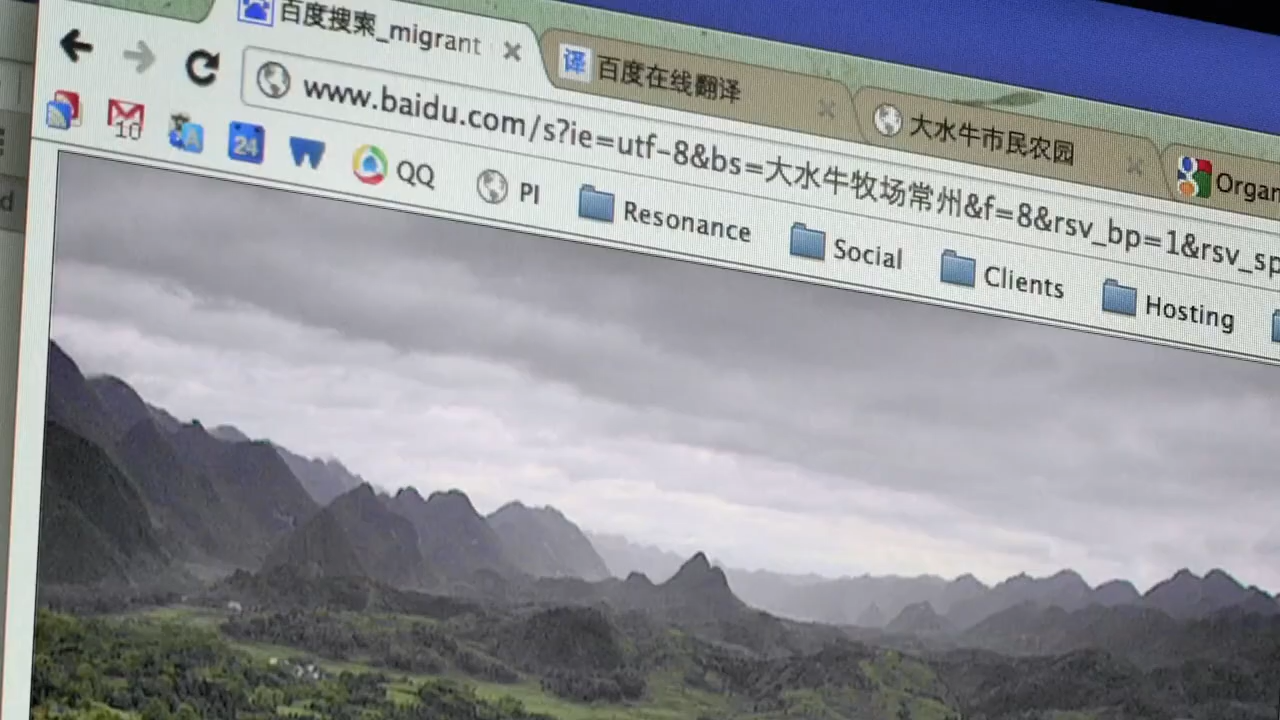 百度搜索_migrant
百度在线翻译
大水牛市民农园
Organ
www.baidu.com/s?ie=utf-8&bs=大水牛牧场常州&f=8&rsv_bp=1&rsv_sp
10
24
QQ
PI
Resonance
Social
Clients
Hosting
译
d